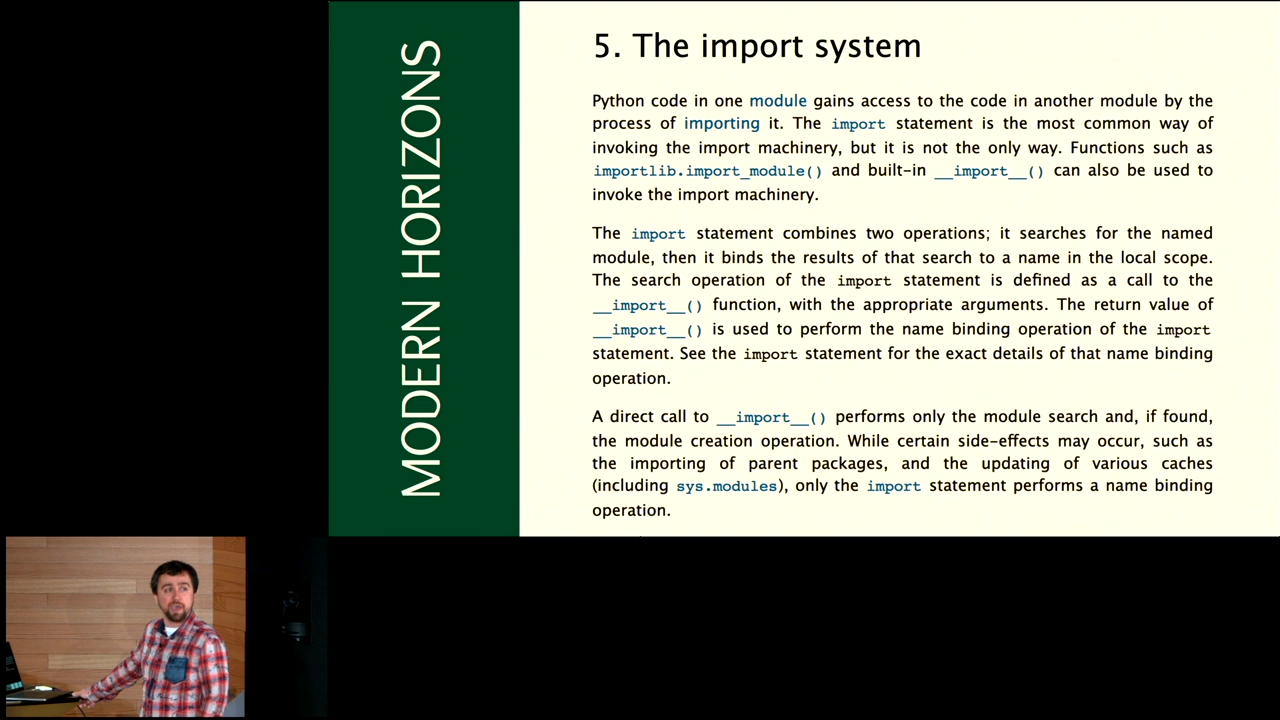 MODERN HORIZONS
5. The import system
Python code in one module gains access to the code in another module by the
process of importing it. The import statement is the most common way of
invoking the import machinery, but it is not the only way. Functions such as
importlib.import_module() and built-in __import__() can also be used to
invoke the import machinery.
The import statement combines two operations; it searches for the named
module, then it binds the results of that search to a name in the local scope.
The search operation of the import statement is defined as a call to the
__import__() function, with the appropriate arguments. The return value of
__import__() is used to perform the name binding operation of the import
statement. See the import statement for the exact details of that name binding
operation.
A direct call to __import__() performs only the module search and, if found,
the module creation operation. While certain side-effects may occur, such as
the importing of parent packages, and the updating of various caches
(including sys.modules), only the import statement performs a name binding
operation.